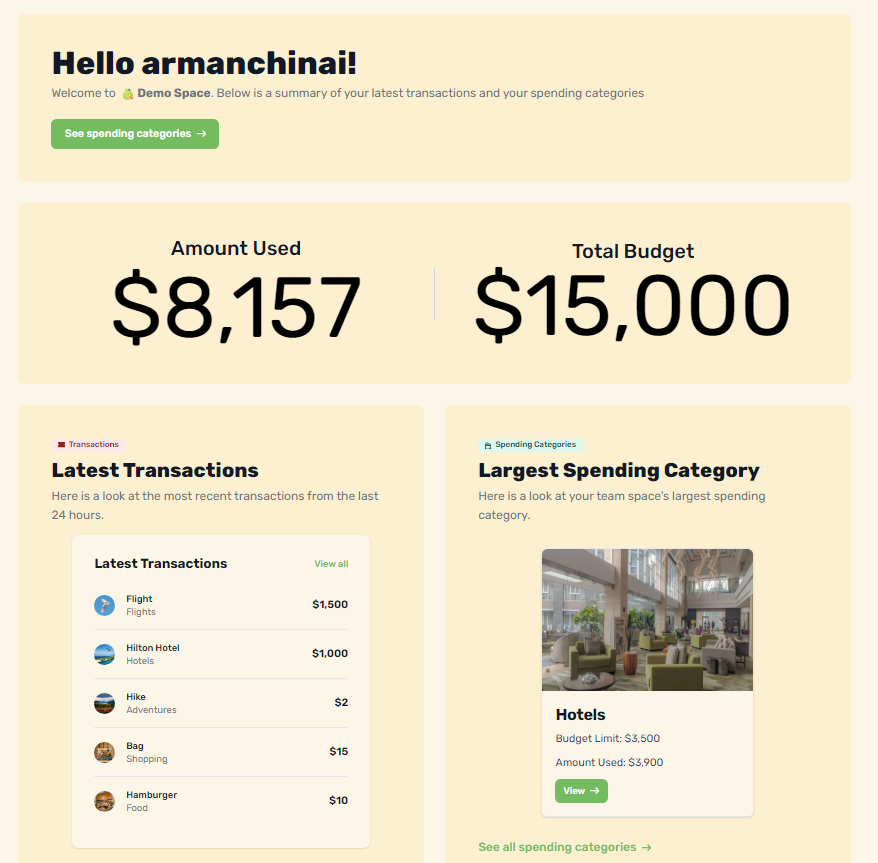 Hello armanchinai!
Welcome to 🍐 Demo Space. Below is a summary of your latest transactions and your spending categories
See spending categories →
Amount Used
$8,157
Total Budget
$15,000
Transactions
Latest Transactions
Here is a look at the most recent transactions from the last
24 hours.
Latest Transactions
View all
Flight
Flights
$1,500
Hilton Hotel
Hotels
$1,000
Hike
Adventures
$2
Bag
Shopping
$15
Hamburger
Food
$10
Spending Categories
Largest Spending Category
Here is a look at your team space's largest spending
category.
Hotels
Budget Limit: $3,500
Amount Used: $3,900
View →
See all spending categories →